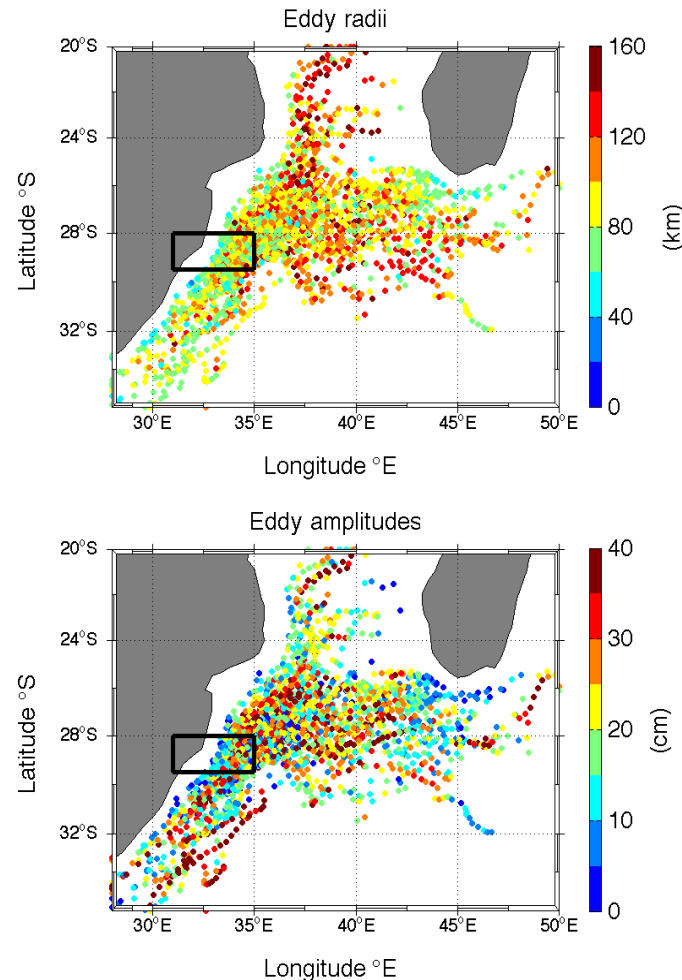 Eddy radii
20°S
24°S
28°S
32°S
Latitude °S
30°E 35°E 40°E 45°E 50°E
Longitude °E
160
120
80
40
0
(km)
Eddy amplitudes
20°S
24°S
28°S
32°S
Latitude °S
30°E 35°E 40°E 45°E 50°E
Longitude °E
40
30
20
10
0
(cm)